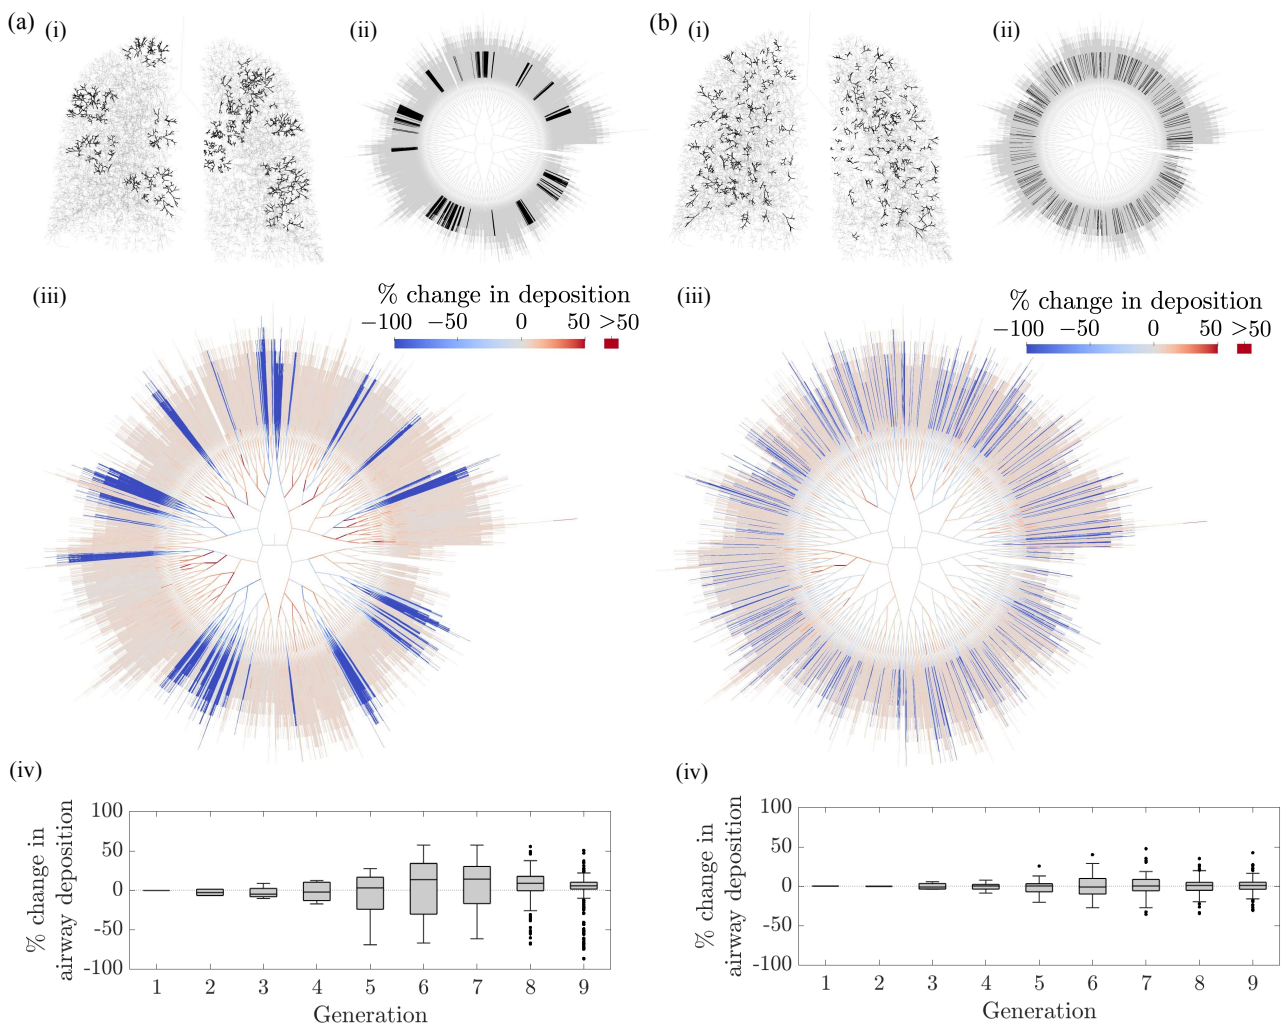 (a) (i) (ii) (b) (i) (ii)
(iii) % change in deposition
−100 −50 0 50 >50
(iii) % change in deposition
−100 −50 0 50 >50
(iv)
% change in
airway deposition
100
50
0
-50
-100
1 2 3 4 5 6 7 8 9
Generation
(iv)
% change in
airway deposition
100
50
0
-50
-100
1 2 3 4 5 6 7 8 9
Generation